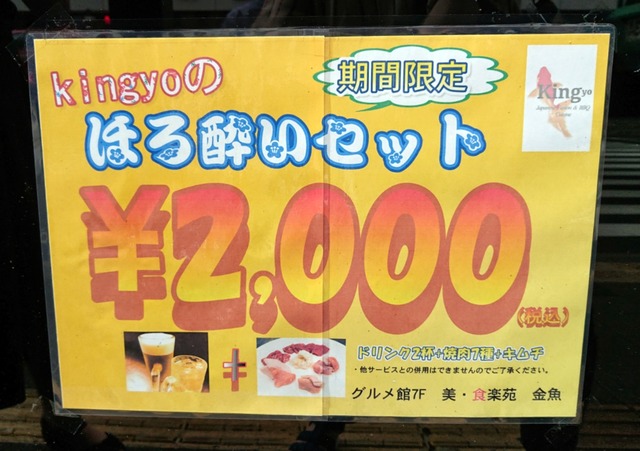 kingyoの
期間限定
Kingyo
ほろ酔いセット
¥2,000
(税込)
ドリンク2杯+焼肉7種+キムチ
・他サービスとの併用はできませんのでご了承ください。
グルメ館7F 美・食楽苑 金魚